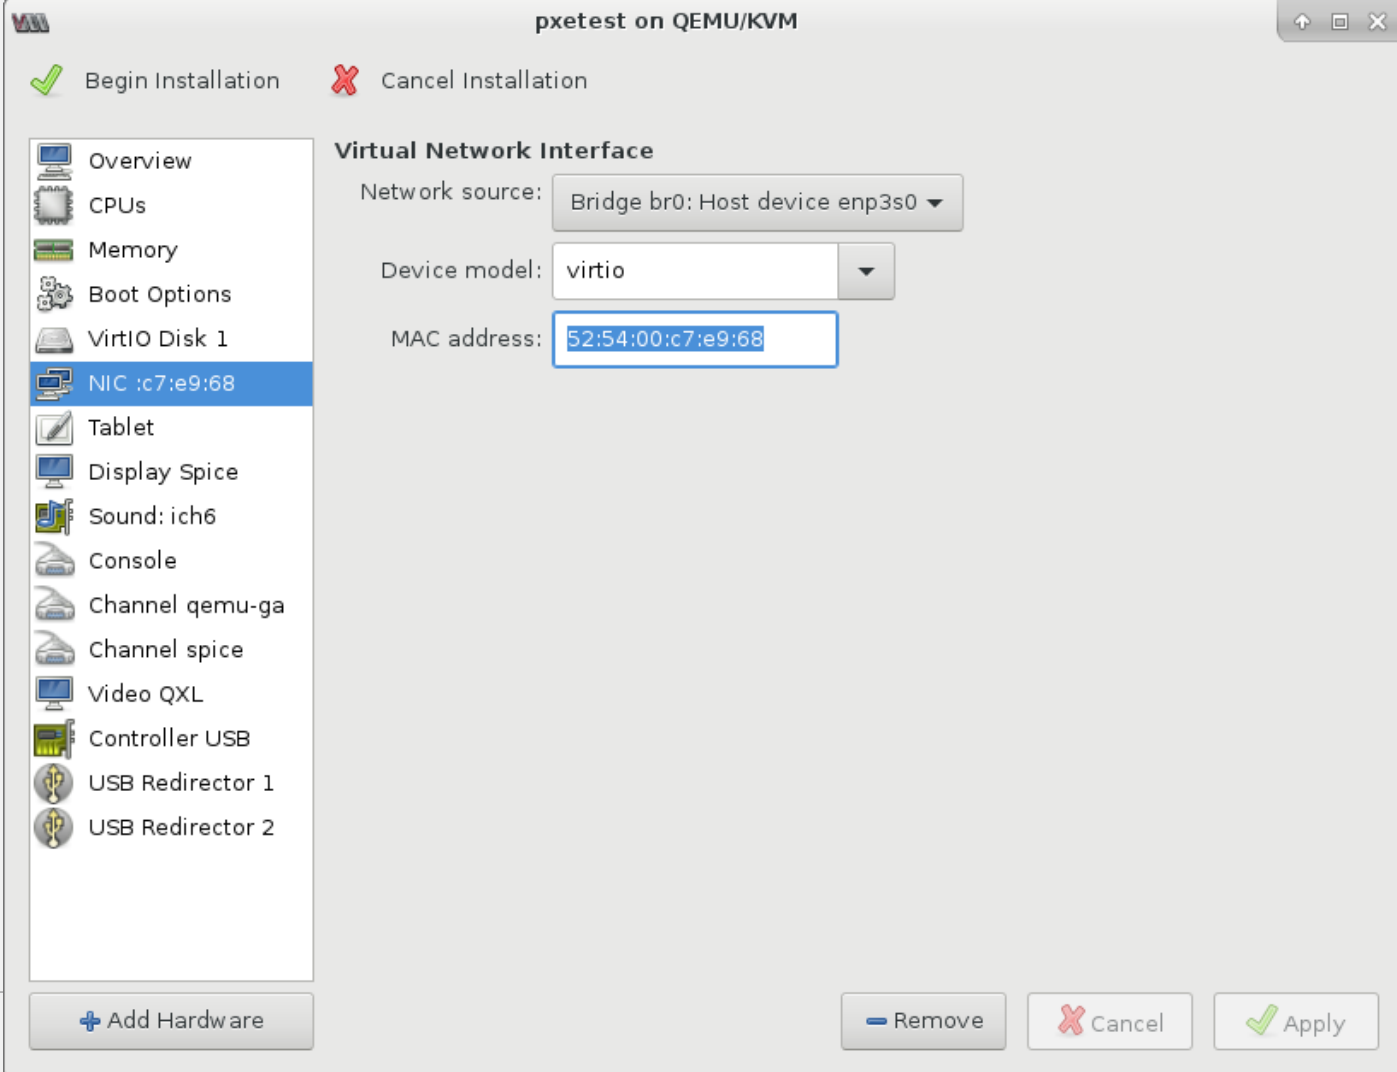 pxetest on QEMU/KVM
Begin Installation
Cancel Installation
Overview
CPUs
Memory
Boot Options
VirtIO Disk 1
NIC :c7:e9:68
Tablet
Display Spice
Sound: ich6
Console
Channel qemu-ga
Channel spice
Video QXL
Controller USB
USB Redirector 1
USB Redirector 2
Add Hardware
Virtual Network Interface
Network source: Bridge br0: Host device enp3s0
Device model: virtio
MAC address: 52:54:00:c7:e9:68
Remove
Cancel
Apply